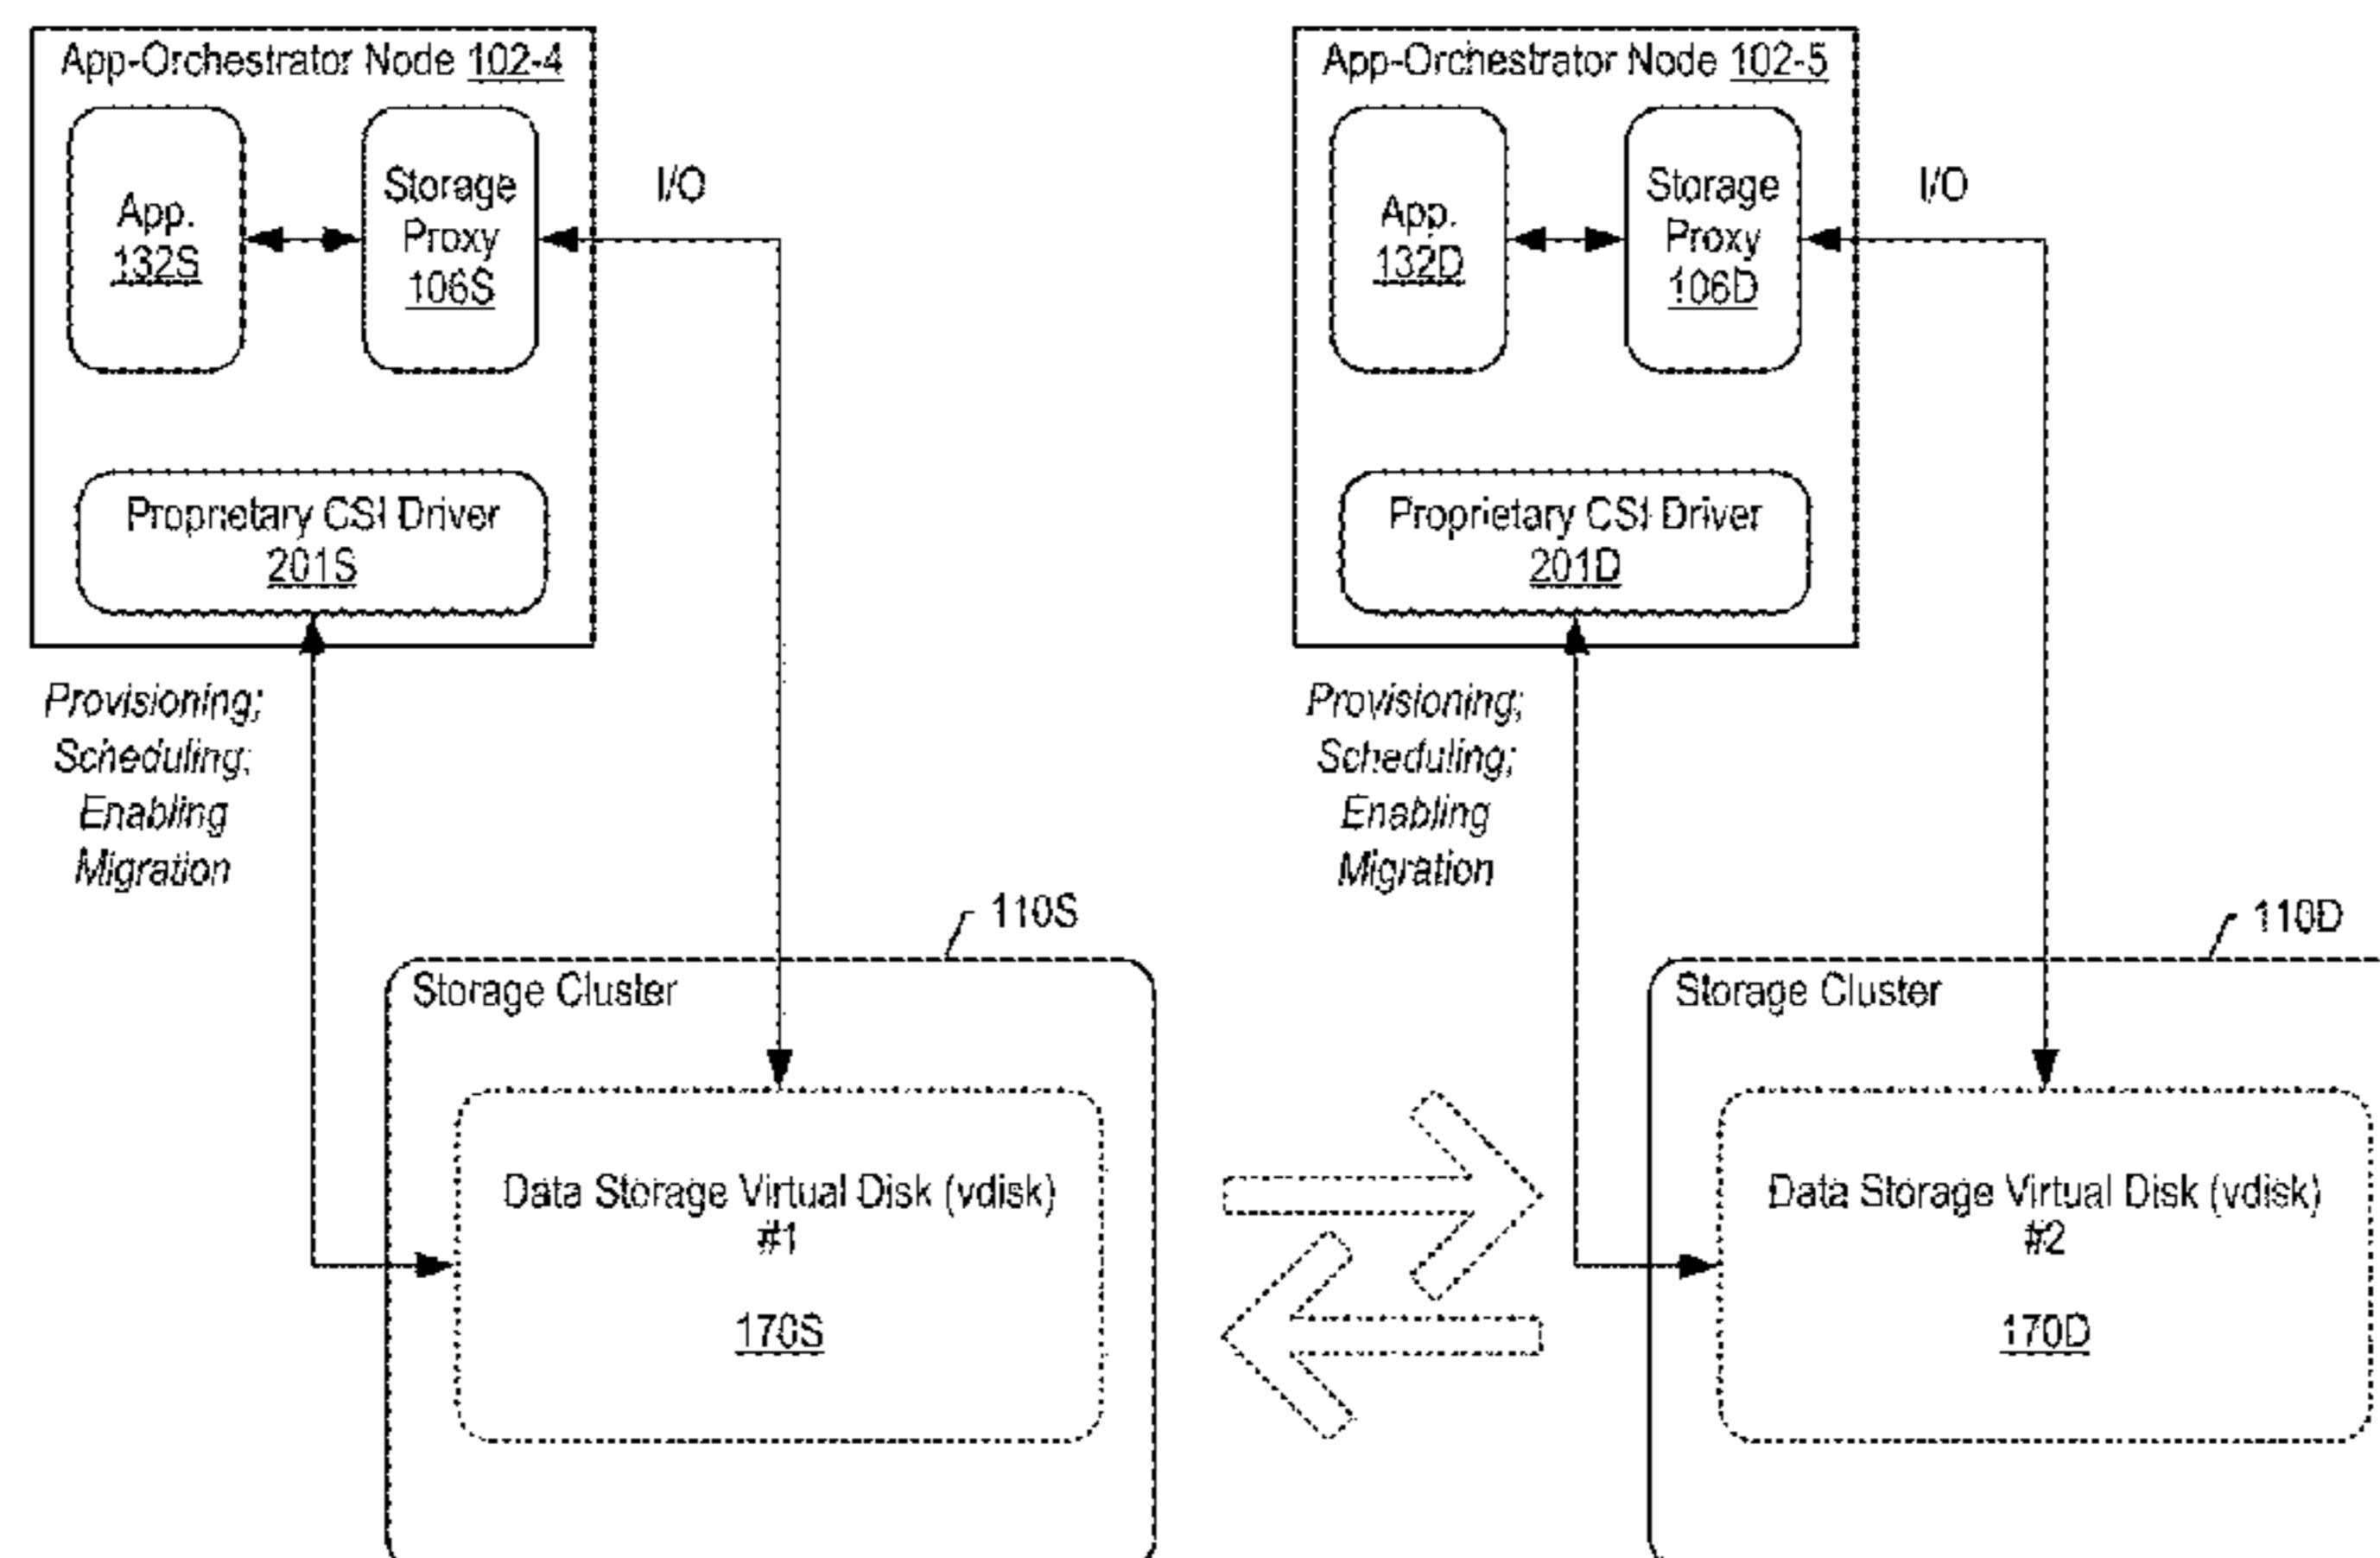 App-Orchestrator Node 102-4
App.
132S
Storage
Proxy
106S
I/O
Proprietary CSI Driver
201S
Provisioning;
Scheduling;
Enabling
Migration
110S
Storage Cluster
Data Storage Virtual Disk (vdisk)
#1
170S
App-Orchestrator Node 102-5
App.
132D
Storage
Proxy
106D
I/O
Proprietary CSI Driver
201D
Provisioning;
Scheduling;
Enabling
Migration
110D
Storage Cluster
Data Storage Virtual Disk (vdisk)
#2
170D